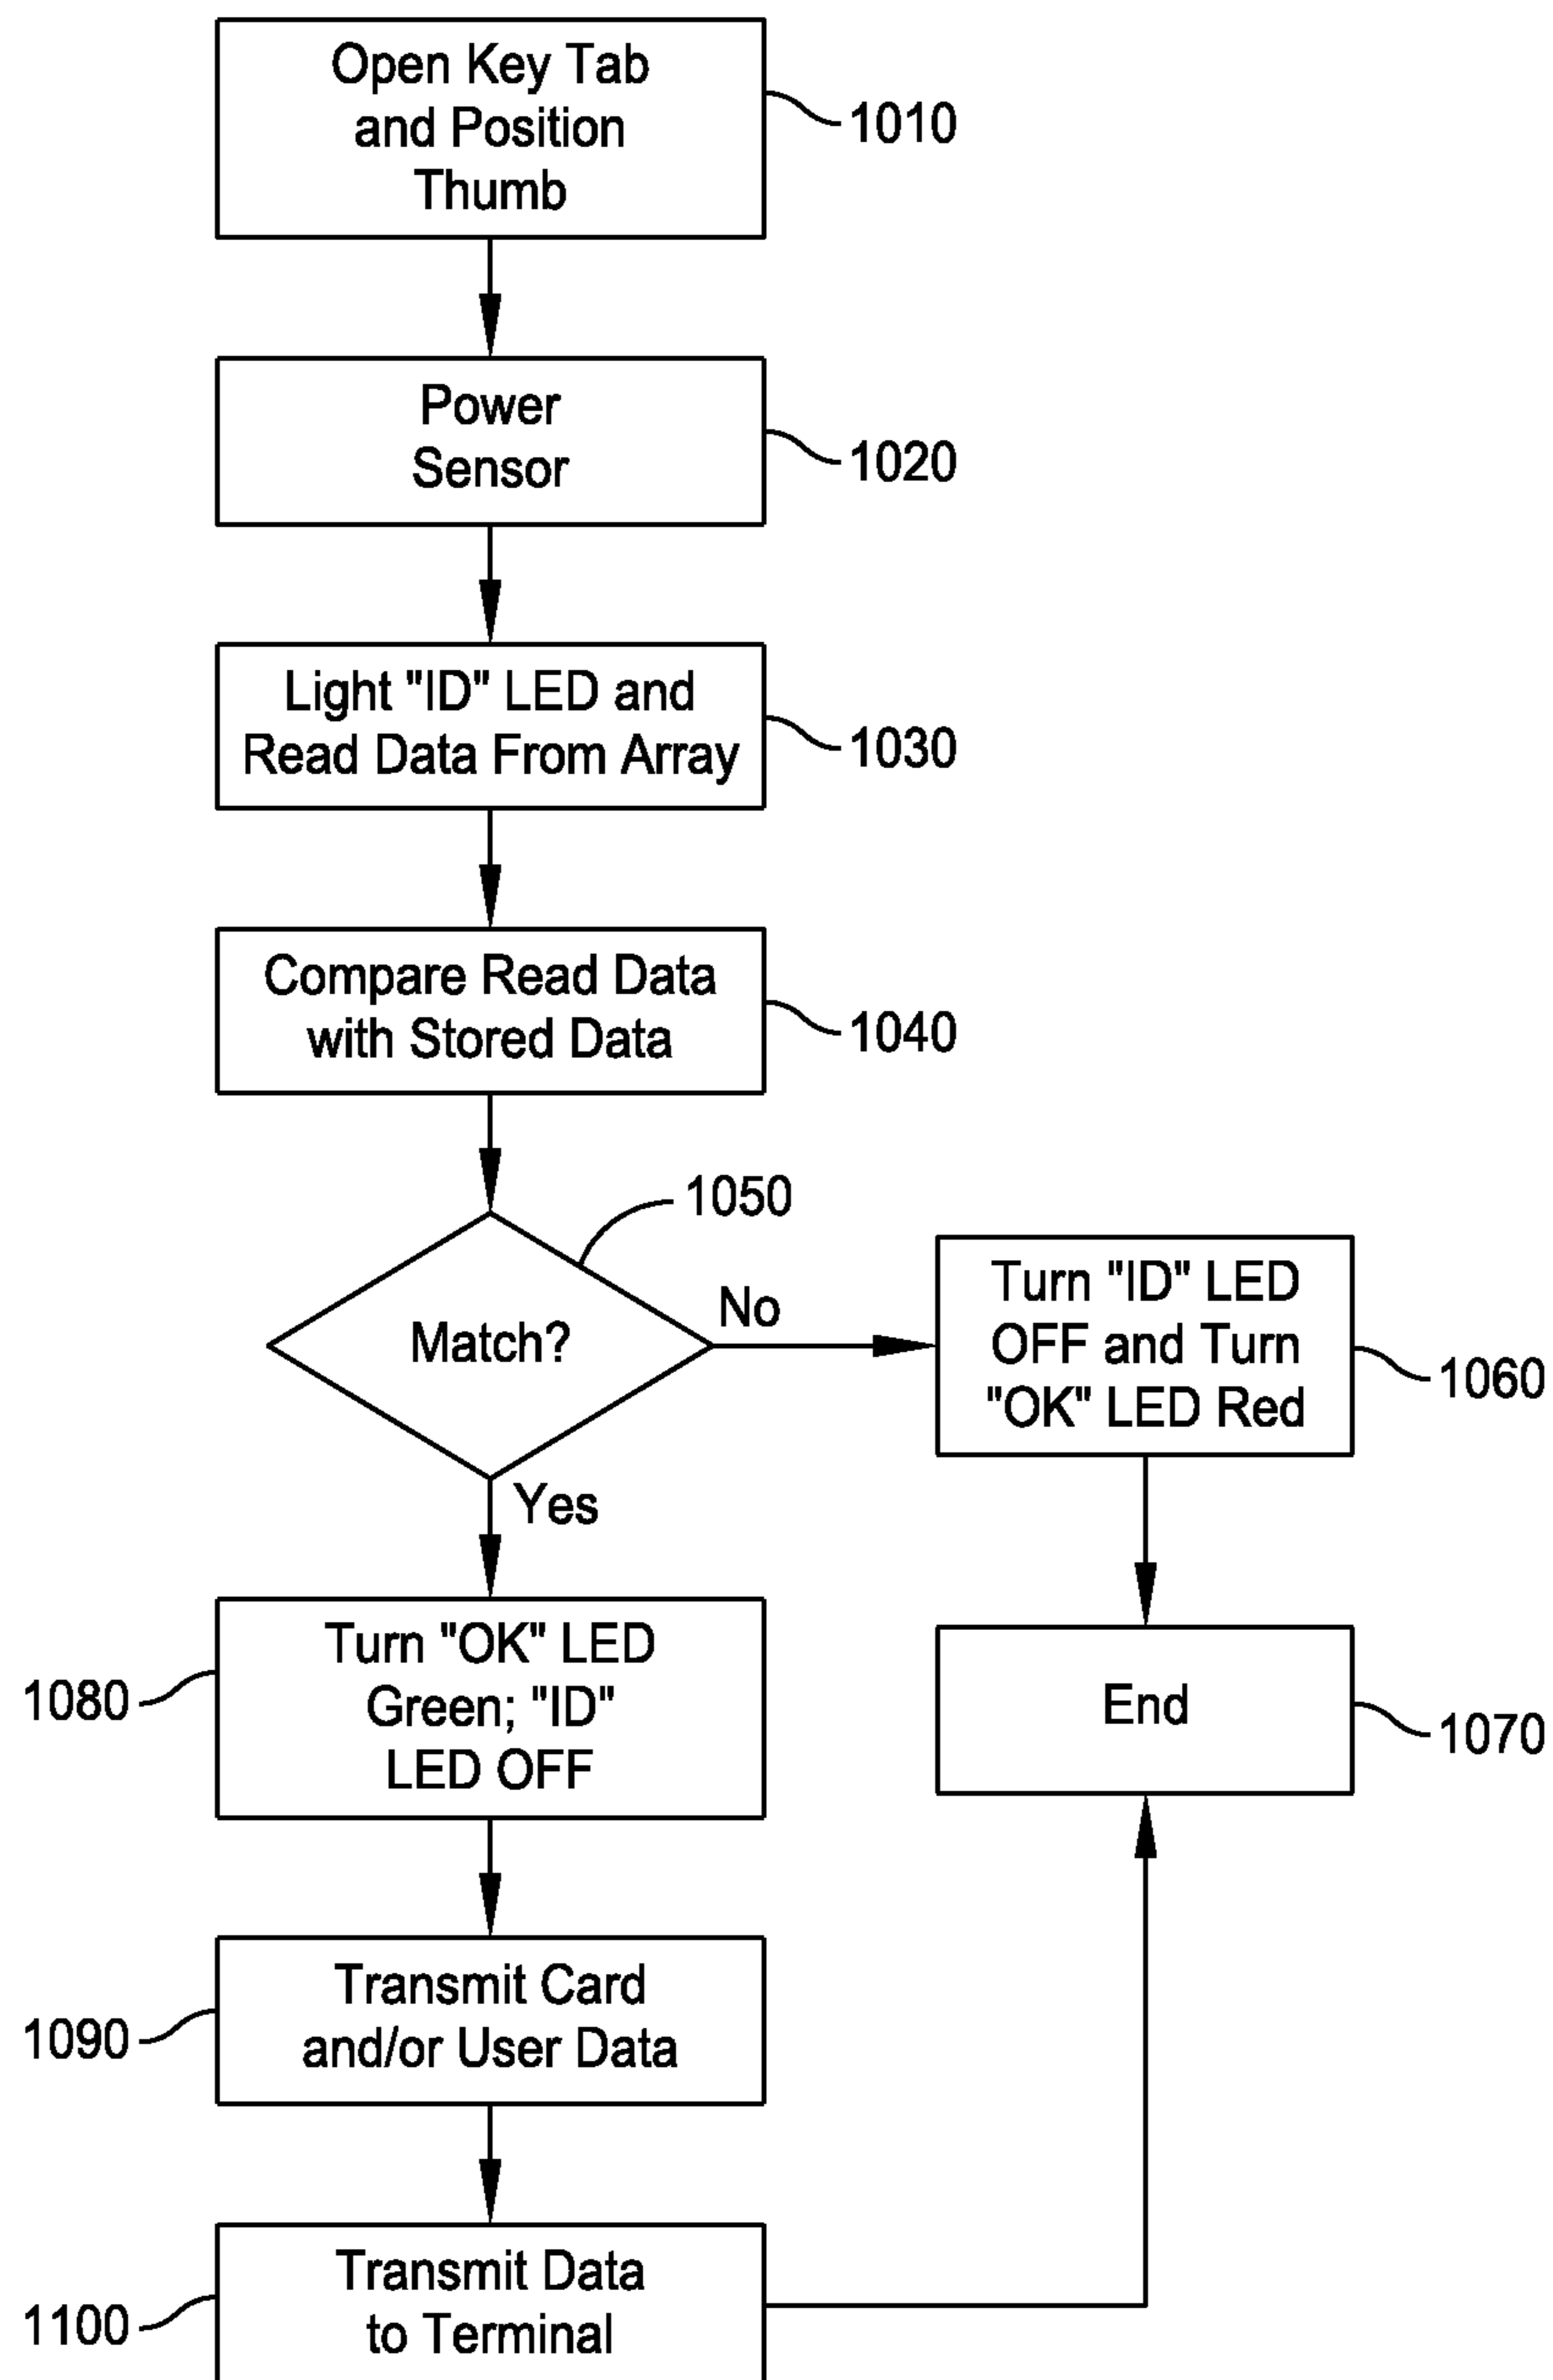 Open Key Tab
and Position
Thumb
1010
Power
Sensor
1020
Light "ID" LED and
Read Data From Array
1030
Compare Read Data
with Stored Data
1040
1050
Match?
No
Yes
Turn "ID" LED
OFF and Turn
"OK" LED Red
1060
Turn "OK" LED
Green; "ID"
LED OFF
1080
End
1070
Transmit Card
and/or User Data
1090
Transmit Data
to Terminal
1100